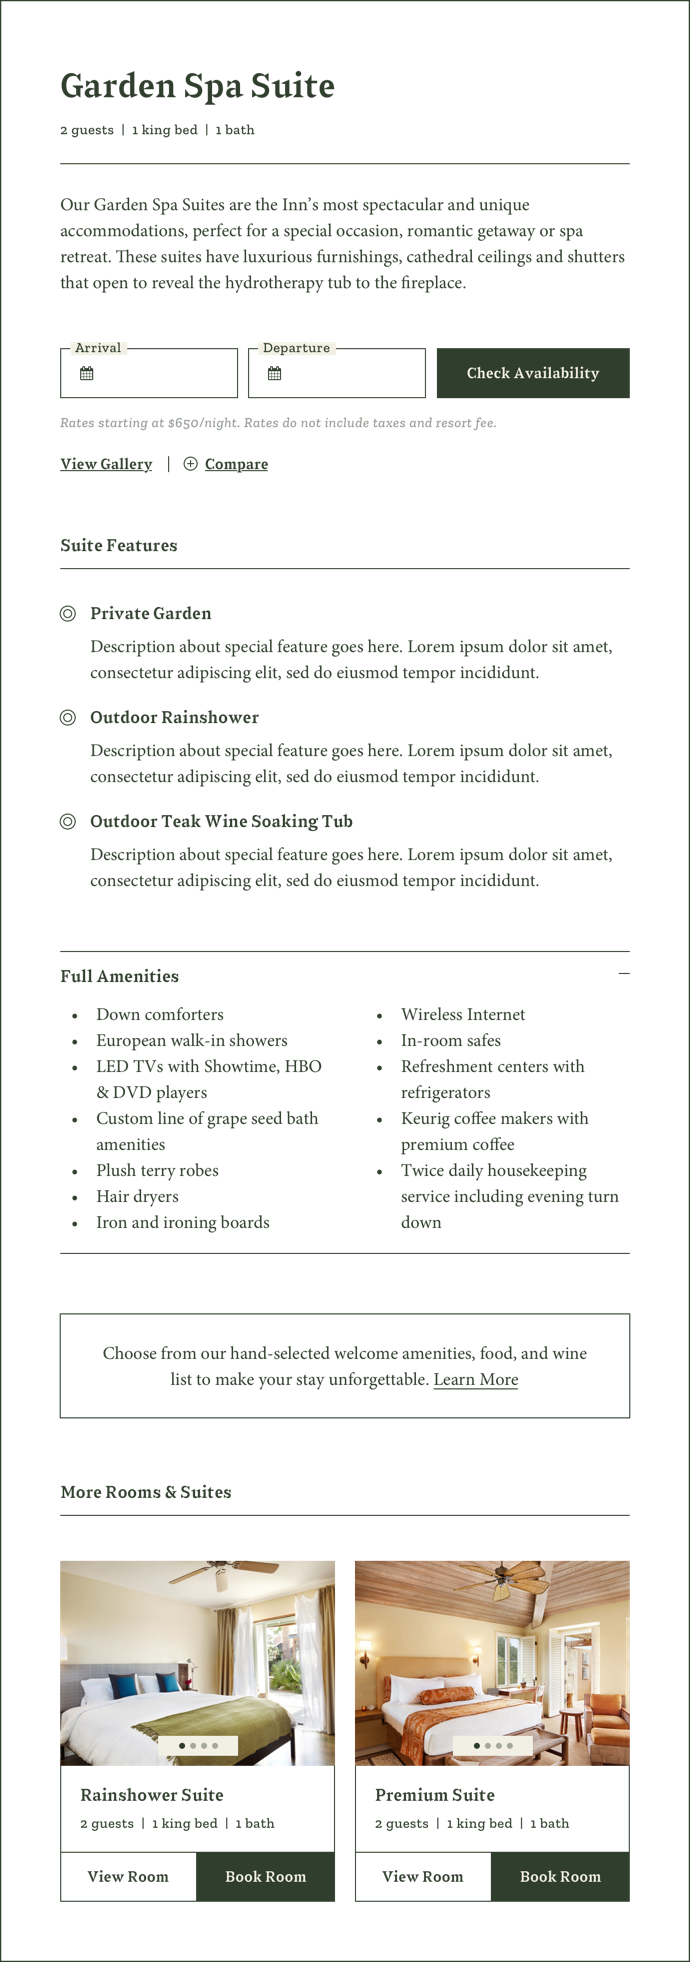 Garden Spa Suite
2 guests | 1 king bed | 1 bath
Our Garden Spa Suites are the Inn’s most spectacular and unique
accommodations, perfect for a special occasion, romantic getaway or spa
retreat. These suites have luxurious furnishings, cathedral ceilings and shutters
that open to reveal the hydrotherapy tub to the fireplace.
Arrival
Departure
Check Availability
Rates starting at $650/night. Rates do not include taxes and resort fee.
View Gallery | Compare
Suite Features
Private Garden
Description about special feature goes here. Lorem ipsum dolor sit amet,
consectetur adipiscing elit, sed do eiusmod tempor incididunt.
Outdoor Rainshower
Description about special feature goes here. Lorem ipsum dolor sit amet,
consectetur adipiscing elit, sed do eiusmod tempor incididunt.
Outdoor Teak Wine Soaking Tub
Description about special feature goes here. Lorem ipsum dolor sit amet,
consectetur adipiscing elit, sed do eiusmod tempor incididunt.
Full Amenities
• Down comforters
• European walk-in showers
• LED TVs with Showtime, HBO
& DVD players
• Custom line of grape seed bath
amenities
• Plush terry robes
• Hair dryers
• Iron and ironing boards
• Wireless Internet
• In-room safes
• Refreshment centers with
refrigerators
• Keurig coffee makers with
premium coffee
• Twice daily housekeeping
service including evening turn
down
Choose from our hand-selected welcome amenities, food, and wine
list to make your stay unforgettable. Learn More
More Rooms & Suites
Rainshower Suite
2 guests | 1 king bed | 1 bath
View Room
Book Room
Premium Suite
2 guests | 1 king bed | 1 bath
View Room
Book Room